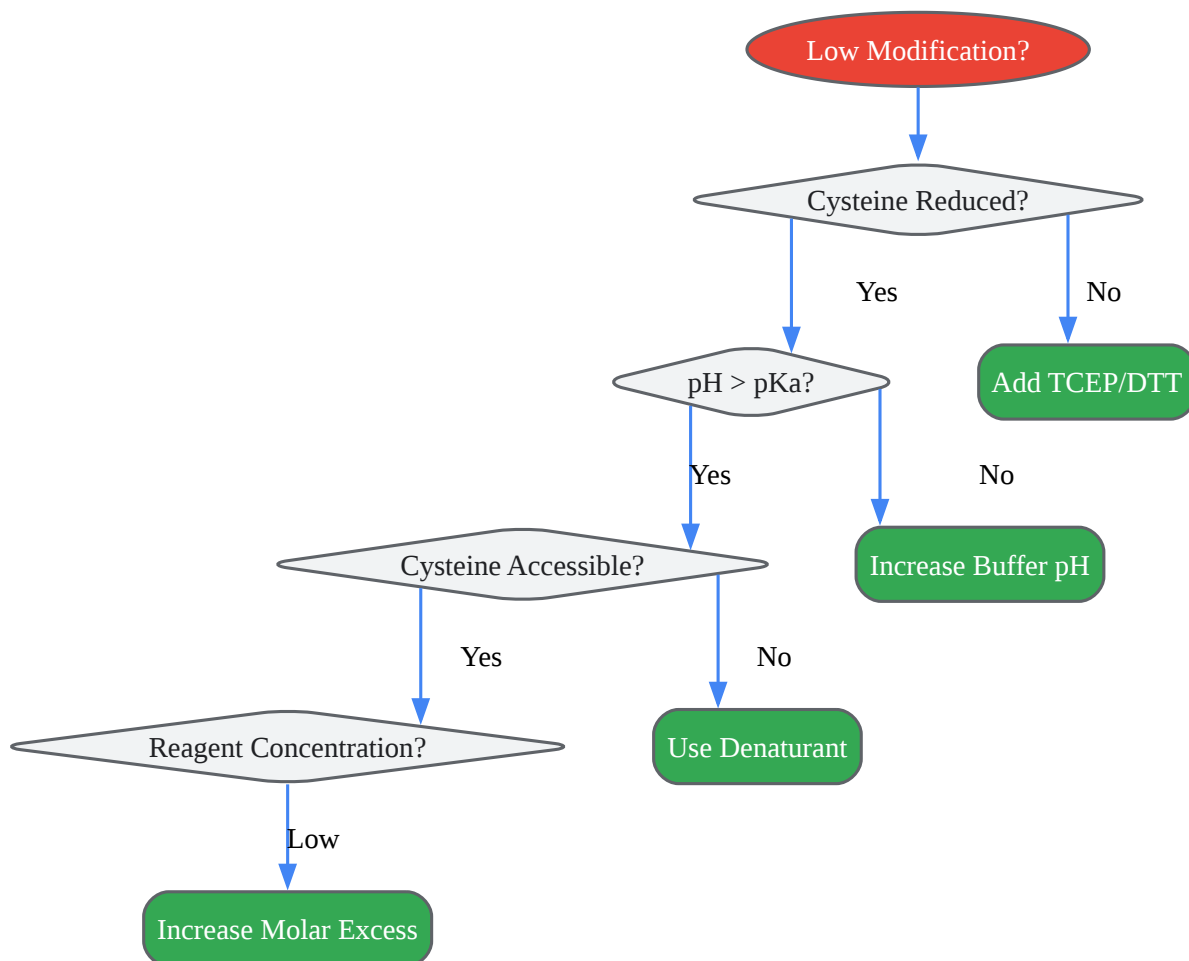 Low Modification?
Cysteine Reduced?
Yes
No
pH > pKa?
Add TCEP/DTT
Yes
No
Cysteine Accessible?
Increase Buffer pH
Yes
No
Reagent Concentration?
Use Denaturant
Low
Increase Molar Excess